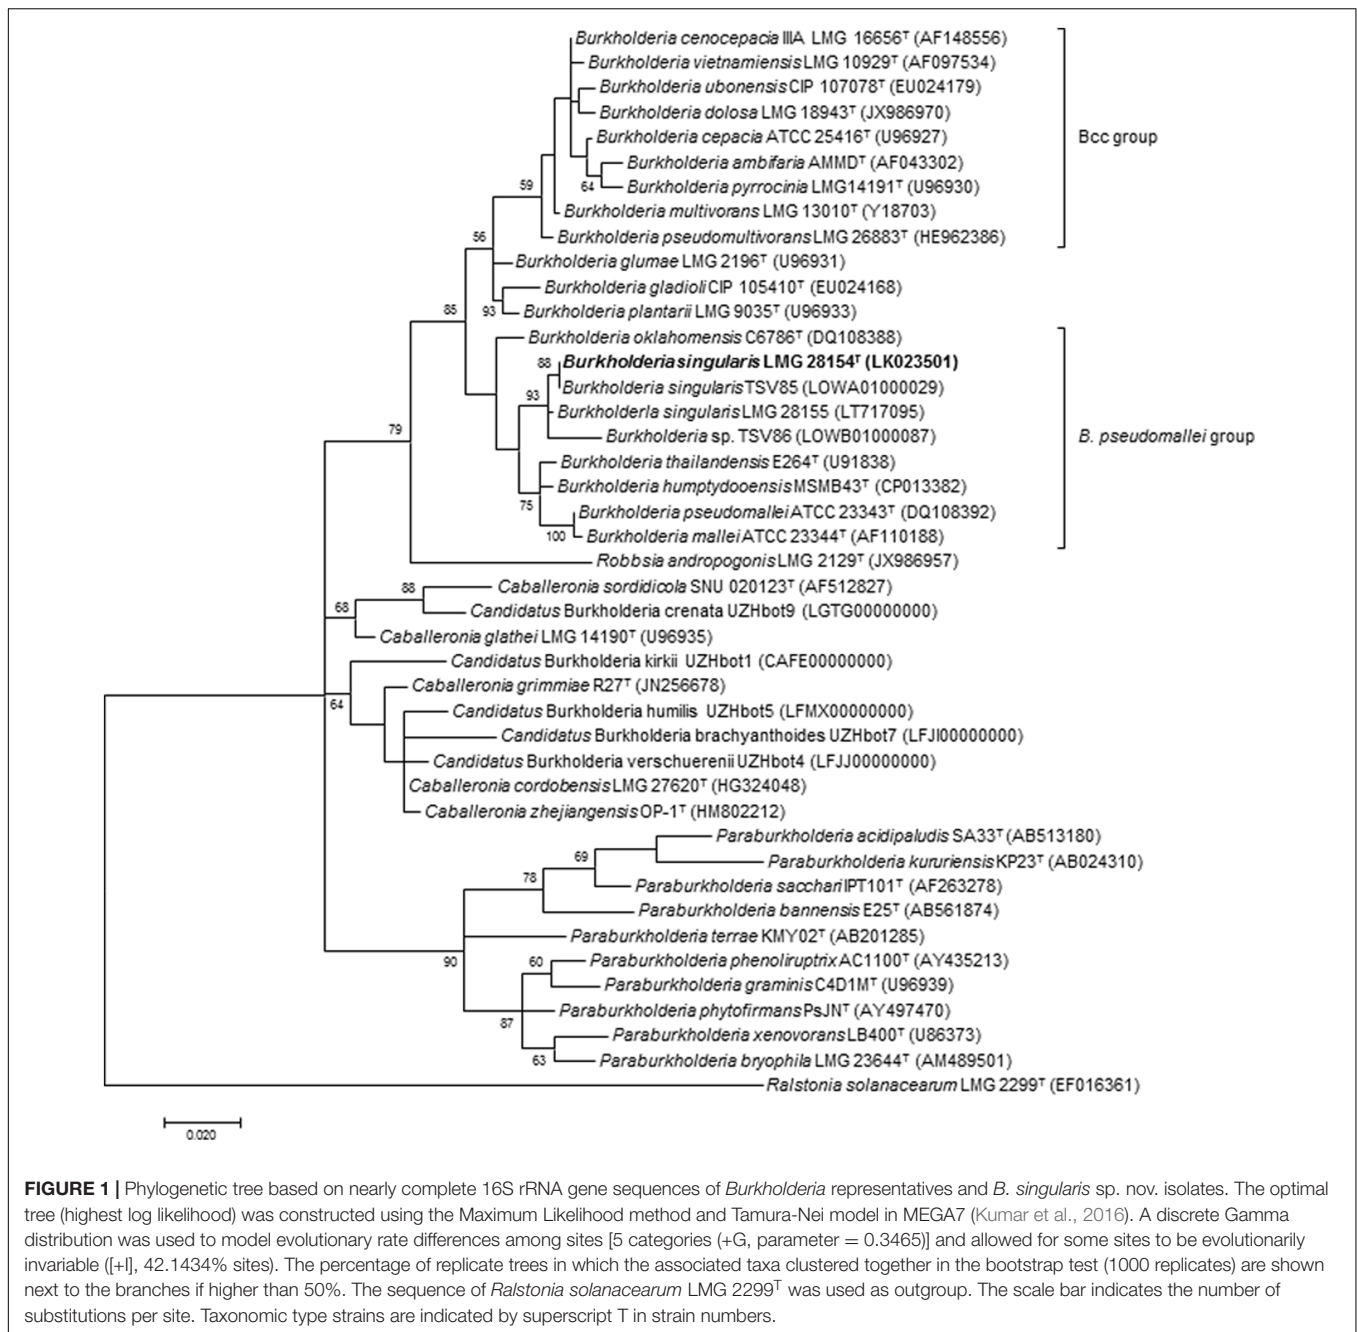 Burkholderia cenocepacia IIIA LMG 16656ᵀ (AF148556)
Burkholderia vietnamiensis LMG 10929ᵀ (AF097534)
Burkholderia ubonensis CIP 107078ᵀ (EU024179)
Burkholderia dolosa LMG 18943ᵀ (JX986970)
Burkholderia cepacia ATCC 25416ᵀ (U96927)
Bcc group
Burkholderia ambifaria AMMDᵀ (AF043302)
64
Burkholderia pyrrocinia LMG14191ᵀ (U96930)
59
Burkholderia multivorans LMG 13010ᵀ (Y18703)
Burkholderia pseudomultivorans LMG 26883ᵀ (HE962386)
56
Burkholderia glumae LMG 2196ᵀ (U96931)
Burkholderia gladioli CIP 105410ᵀ (EU024168)
93
Burkholderia plantarii LMG 9035ᵀ (U96933)
85
Burkholderia oklahomensis C6786ᵀ (DQ108388)
88
Burkholderia singularis LMG 28154ᵀ (LK023501)
Burkholderia singularis TSV85 (LOWA01000029)
93
Burkholderla singularis LMG 28155 (LT717095)
Burkholderia sp. TSV86 (LOWB01000087)
B. pseudomallei group
79
Burkholderia thailandensis E264ᵀ (U91838)
Burkholderia humptydooensis MSMB43ᵀ (CP013382)
75
Burkholderia pseudomallei ATCC 23343ᵀ (DQ108392)
100
Burkholderia mallei ATCC 23344ᵀ (AF110188)
Robbsia andropogonis LMG 2129ᵀ (JX986957)
88
Caballeronia sordidicola SNU 020123ᵀ (AF512827)
68
Candidatus Burkholderia crenata UZHbot9 (LGTG00000000)
Caballeronia glathei LMG 14190ᵀ (U96935)
Candidatus Burkholderia kirkii UZHbot1 (CAFE00000000)
64
Caballeronia grimmiae R27ᵀ (JN256678)
Candidatus Burkholderia humilis UZHbot5 (LFMX00000000)
Candidatus Burkholderia brachyanthoides UZHbot7 (LFJI00000000)
Candidatus Burkholderia verschuerenii UZHbot4 (LFJJ00000000)
Caballeronia cordobensis LMG 27620ᵀ (HG324048)
Caballeronia zhejiangensis OP-1ᵀ (HM802212)
Paraburkholderia acidipaludis SA33ᵀ (AB513180)
69
Paraburkholderia kururiensis KP23ᵀ (AB024310)
78
Paraburkholderia sacchari IPT101ᵀ (AF263278)
Paraburkholderia bannensis E25ᵀ (AB561874)
Paraburkholderia terrae KMY02ᵀ (AB201285)
90
60
Paraburkholderia phenoliruptrix AC1100ᵀ (AY435213)
Paraburkholderia graminis C4D1Mᵀ (U96939)
Paraburkholderia phytofirmans PsJNᵀ (AY497470)
87
Paraburkholderia xenovorans LB400ᵀ (U86373)
63
Paraburkholderia bryophila LMG 23644ᵀ (AM489501)
Ralstonia solanacearum LMG 2299ᵀ (EF016361)
0.020
FIGURE 1 | Phylogenetic tree based on nearly complete 16S rRNA gene sequences of Burkholderia representatives and B. singularis sp. nov. isolates. The optimal
tree (highest log likelihood) was constructed using the Maximum Likelihood method and Tamura-Nei model in MEGA7 (Kumar et al., 2016). A discrete Gamma
distribution was used to model evolutionary rate differences among sites [5 categories (+G, parameter = 0.3465)] and allowed for some sites to be evolutionarily
invariable ([+I], 42.1434% sites). The percentage of replicate trees in which the associated taxa clustered together in the bootstrap test (1000 replicates) are shown
next to the branches if higher than 50%. The sequence of Ralstonia solanacearum LMG 2299ᵀ was used as outgroup. The scale bar indicates the number of
substitutions per site. Taxonomic type strains are indicated by superscript T in strain numbers.